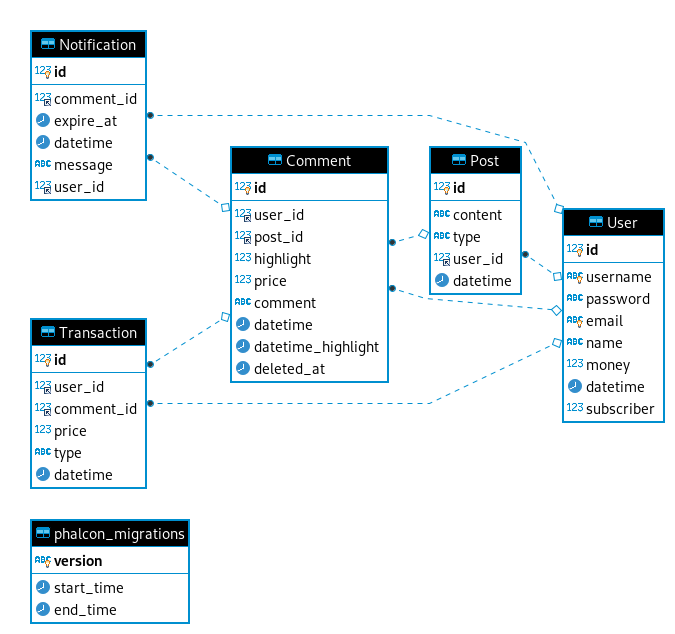 Notification
123 id
123 comment_id
expire_at
datetime
ABC message
123 user_id
Comment
123 id
123 user_id
123 post_id
123 highlight
123 price
ABC comment
datetime
datetime_highlight
deleted_at
Post
123 id
ABC content
ABC type
123 user_id
datetime
User
123 id
ABC username
ABC password
ABC email
ABC name
123 money
datetime
123 subscriber
Transaction
123 id
123 user_id
123 comment_id
123 price
ABC type
datetime
phalcon_migrations
ABC version
start_time
end_time